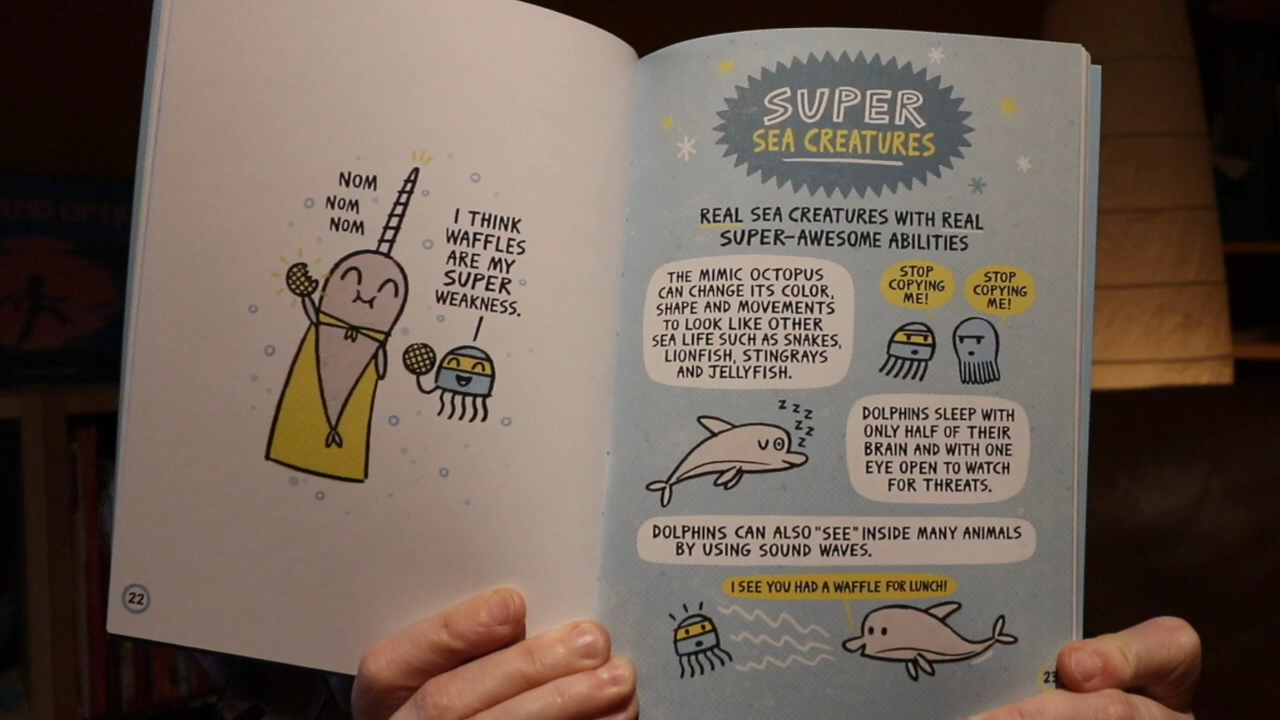 NOM
NOM
NOM
I THINK
WAFFLES
ARE MY
SUPER
WEAKNESS.
22
SUPER
SEA CREATURES
REAL SEA CREATURES WITH REAL
SUPER-AWESOME ABILITIES
THE MIMIC OCTOPUS
CAN CHANGE ITS COLOR,
SHAPE AND MOVEMENTS
TO LOOK LIKE OTHER
SEA LIFE SUCH AS SNAKES,
LIONFISH, STINGRAYS
AND JELLYFISH.
STOP
COPYING
ME!
STOP
COPYING
ME!
Z Z Z
Z Z
Z
DOLPHINS SLEEP WITH
ONLY HALF OF THEIR
BRAIN AND WITH ONE
EYE OPEN TO WATCH
FOR THREATS.
DOLPHINS CAN ALSO "SEE" INSIDE MANY ANIMALS
BY USING SOUND WAVES.
I SEE YOU HAD A WAFFLE FOR LUNCH!
23